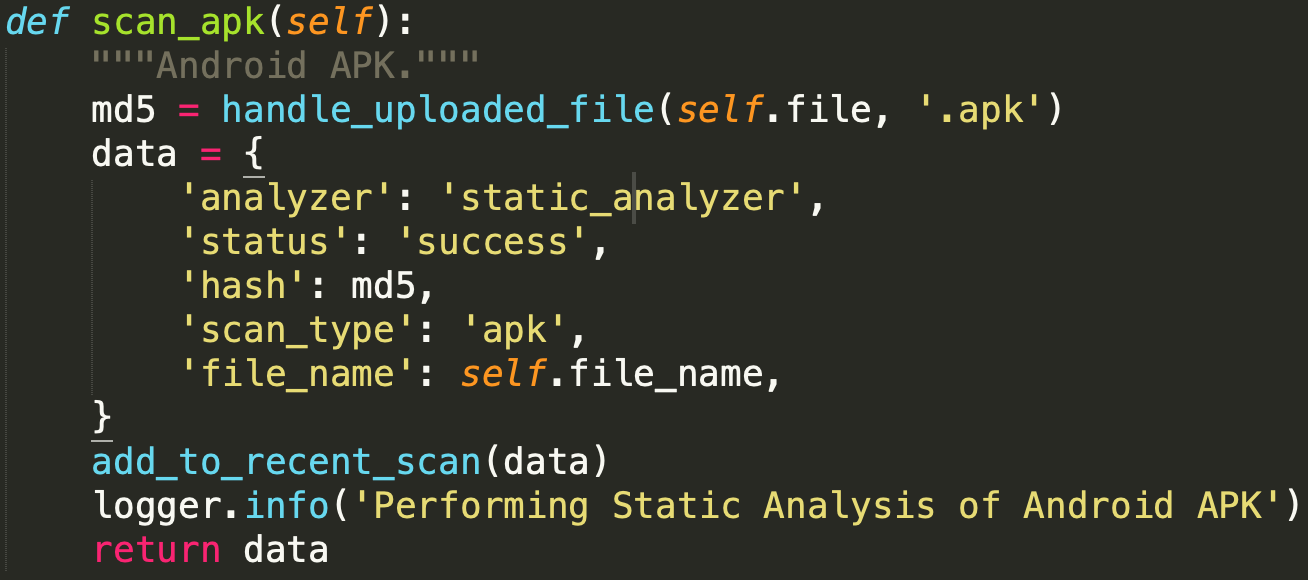 def scan_apk(self):
    """Android APK."""
    md5 = handle_uploaded_file(self.file, '.apk')
    data = {
        'analyzer': 'static_analyzer',
        'status': 'success',
        'hash': md5,
        'scan_type': 'apk',
        'file_name': self.file_name,
    }
    add_to_recent_scan(data)
    logger.info('Performing Static Analysis of Android APK')
    return data